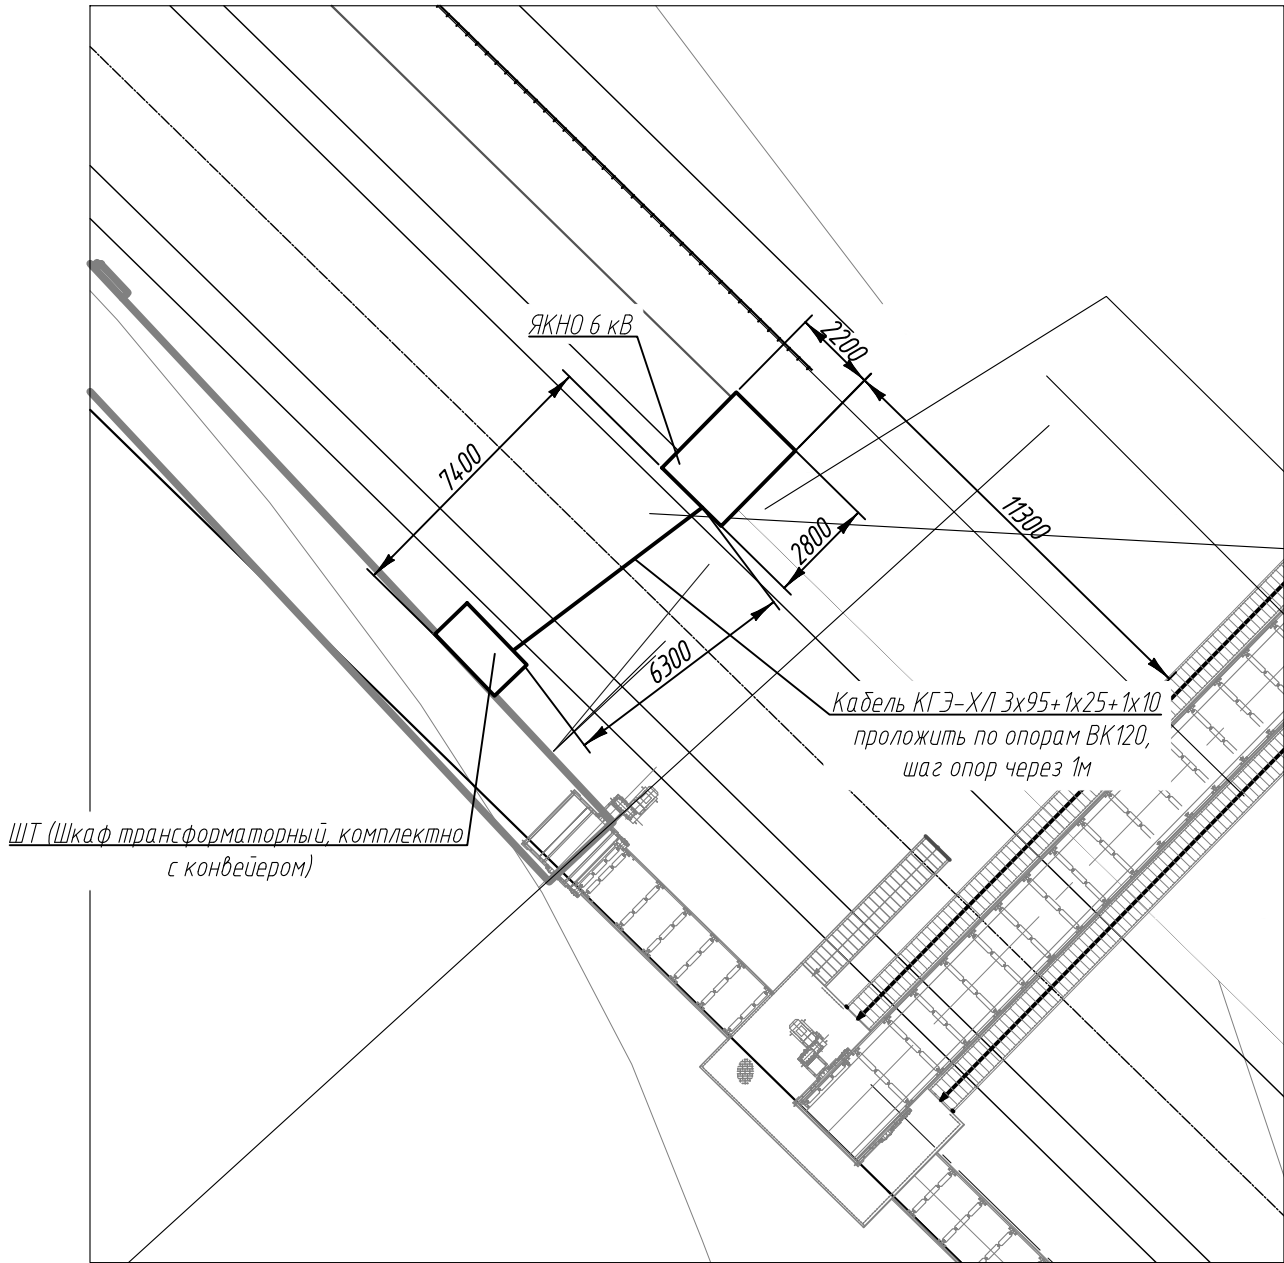 ЯКНО 6 кВ
2200
7400
11300
2800
6300
Кабель КГЭ-ХЛ 3х95+1х25+1х10
проложить по опорам ВК120,
шаг опор через 1м
ШТ (Шкаф трансформаторный, комплектно
с конвейером)